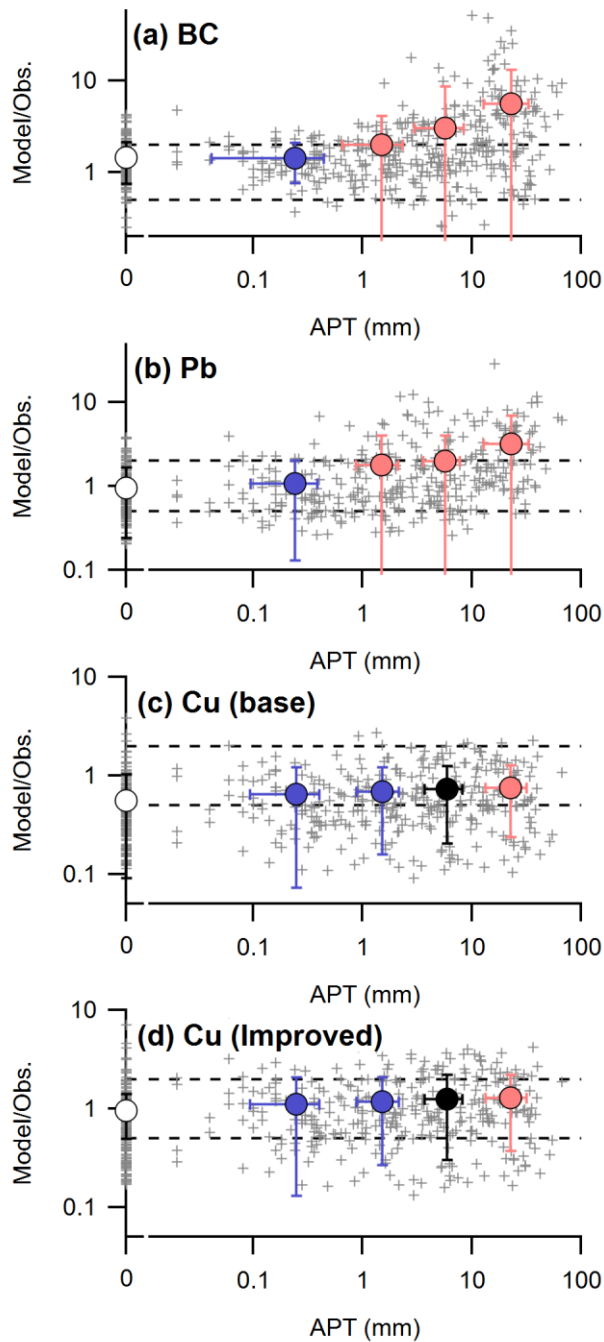 (a) BC
10
1
Model/Obs.
0 0.1 1 10 100
APT (mm)
(b) Pb
10
1
0.1
Model/Obs.
0 0.1 1 10 100
APT (mm)
(c) Cu (base)
10
1
0.1
Model/Obs.
0 0.1 1 10 100
APT (mm)
(d) Cu (Improved)
10
1
0.1
Model/Obs.
0 0.1 1 10 100
APT (mm)